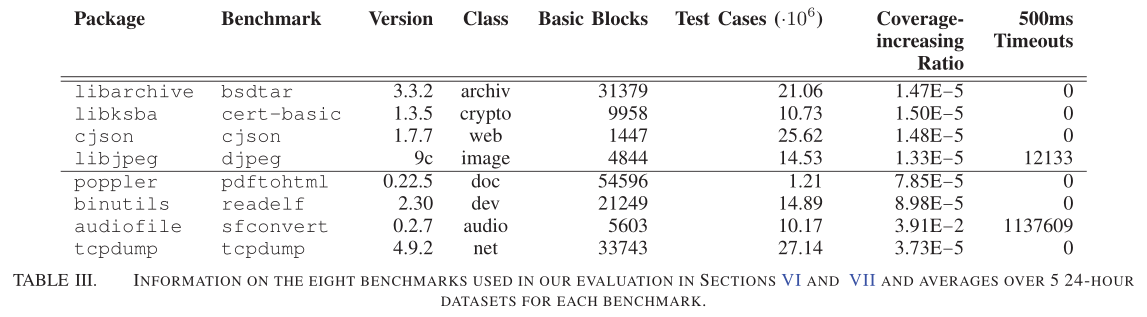 Package Benchmark Version Class Basic Blocks Test Cases (·10⁶) Coverage-increasing Ratio 500ms Timeouts
libarchive bsdtar 3.3.2 archiv 31379 21.06 1.47E−5 0
libksba cert-basic 1.3.5 crypto 9958 10.73 1.50E−5 0
cjson cjson 1.7.7 web 1447 25.62 1.48E−5 0
libjpeg djpeg 9c image 4844 14.53 1.33E−5 12133
poppler pdftohtml 0.22.5 doc 54596 1.21 7.85E−5 0
binutils readelf 2.30 dev 21249 14.89 8.98E−5 0
audiofile sfconvert 0.2.7 audio 5603 10.17 3.91E−2 1137609
tcpdump tcpdump 4.9.2 net 33743 27.14 3.73E−5 0
TABLE III. INFORMATION ON THE EIGHT BENCHMARKS USED IN OUR EVALUATION IN SECTIONS VI AND VII AND AVERAGES OVER 5 24-HOUR
DATASETS FOR EACH BENCHMARK.